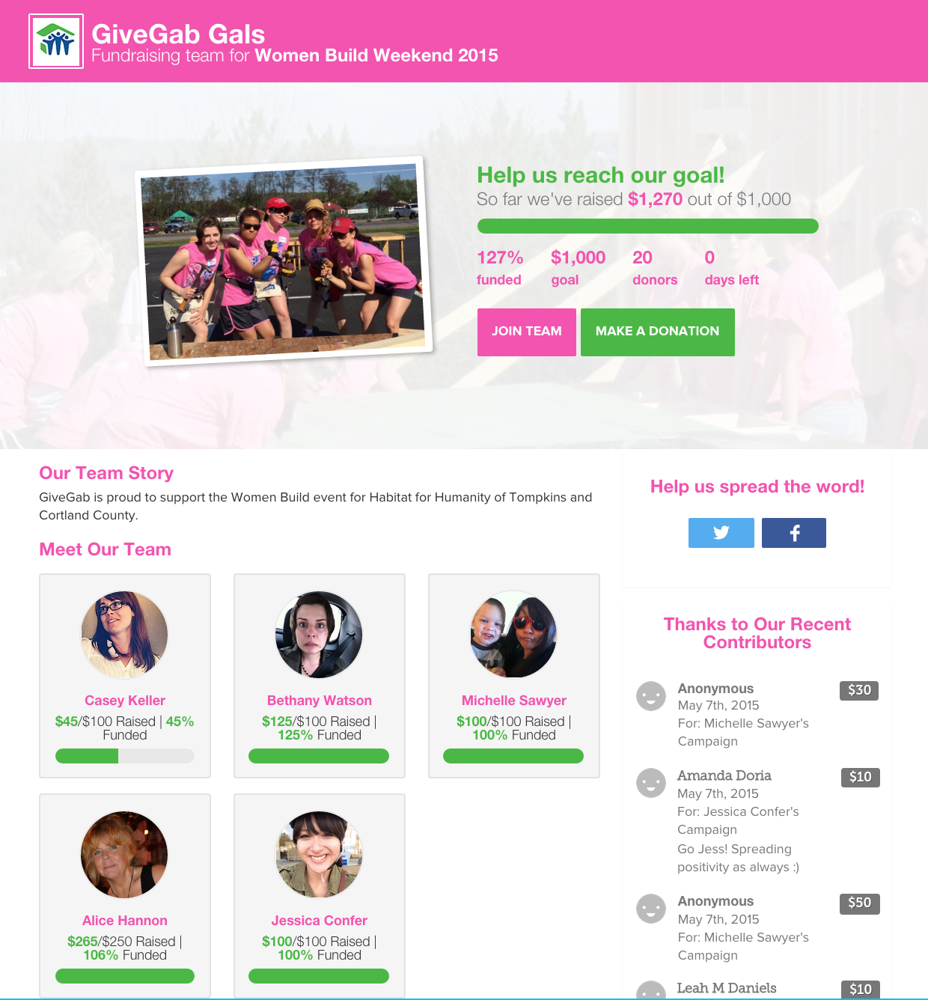 GiveGab Gals
Fundraising team for Women Build Weekend 2015
Help us reach our goal!
So far we've raised $1,270 out of $1,000
127% $1,000 20 0
funded goal donors days left
JOIN TEAM MAKE A DONATION
Our Team Story
GiveGab is proud to support the Women Build event for Habitat for Humanity of Tompkins and
Cortland County.
Meet Our Team
Casey Keller
$45/$100 Raised | 45%
Funded
Bethany Watson
$125/$100 Raised |
125% Funded
Michelle Sawyer
$100/$100 Raised |
100% Funded
Alice Hannon
$265/$250 Raised |
106% Funded
Jessica Confer
$100/$100 Raised |
100% Funded
Help us spread the word!
Thanks to Our Recent
Contributors
Anonymous $30
May 7th, 2015
For: Michelle Sawyer's
Campaign
Amanda Doria $10
May 7th, 2015
For: Jessica Confer's
Campaign
Go Jess! Spreading
positivity as always :)
Anonymous $50
May 7th, 2015
For: Michelle Sawyer's
Campaign
Leah M Daniels $10